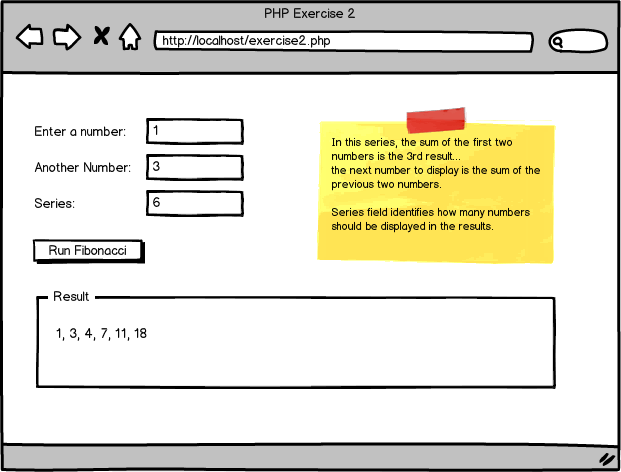 PHP Exercise 2
http://localhost/exercise2.php
Enter a number: 1
Another Number: 3
Series: 6
Run Fibonacci
In this series, the sum of the first two
numbers is the 3rd result...
the next number to display is the sum of the
previous two numbers.
Series field identifies how many numbers
should be displayed in the results.
Result
1, 3, 4, 7, 11, 18